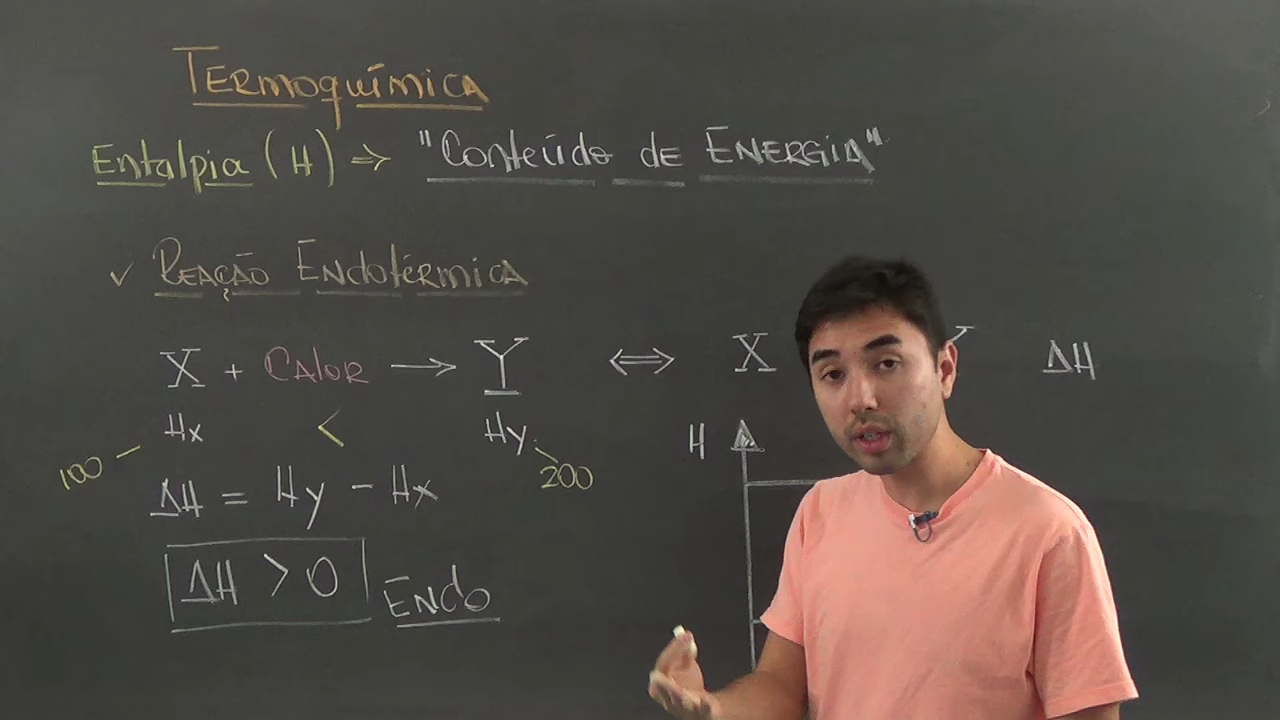 Termoquímica
Entalpia (H) ⇒ "Conteúdo de Energia"
✓ Reação Endotérmica
X + Calor → Y ⇔ X ΔH
Hx < Hy H
100 200
ΔH = Hy - Hx
ΔH > 0 Endo